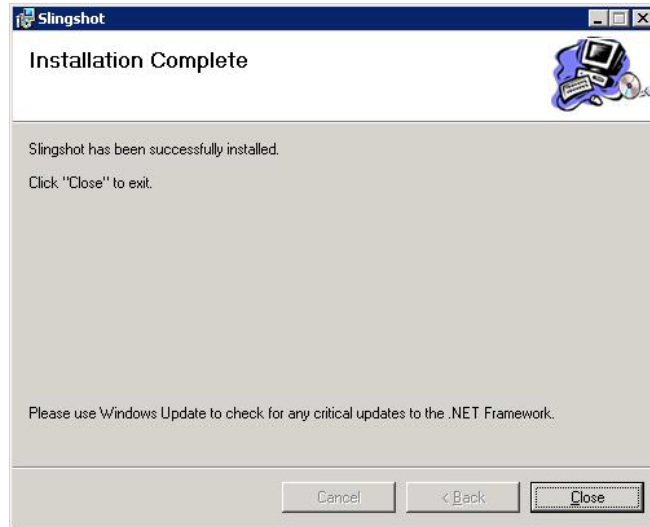 Slingshot
Installation Complete
Slingshot has been successfully installed.
Click "Close" to exit.
Please use Windows Update to check for any critical updates to the .NET Framework.
Cancel
< Back
Close